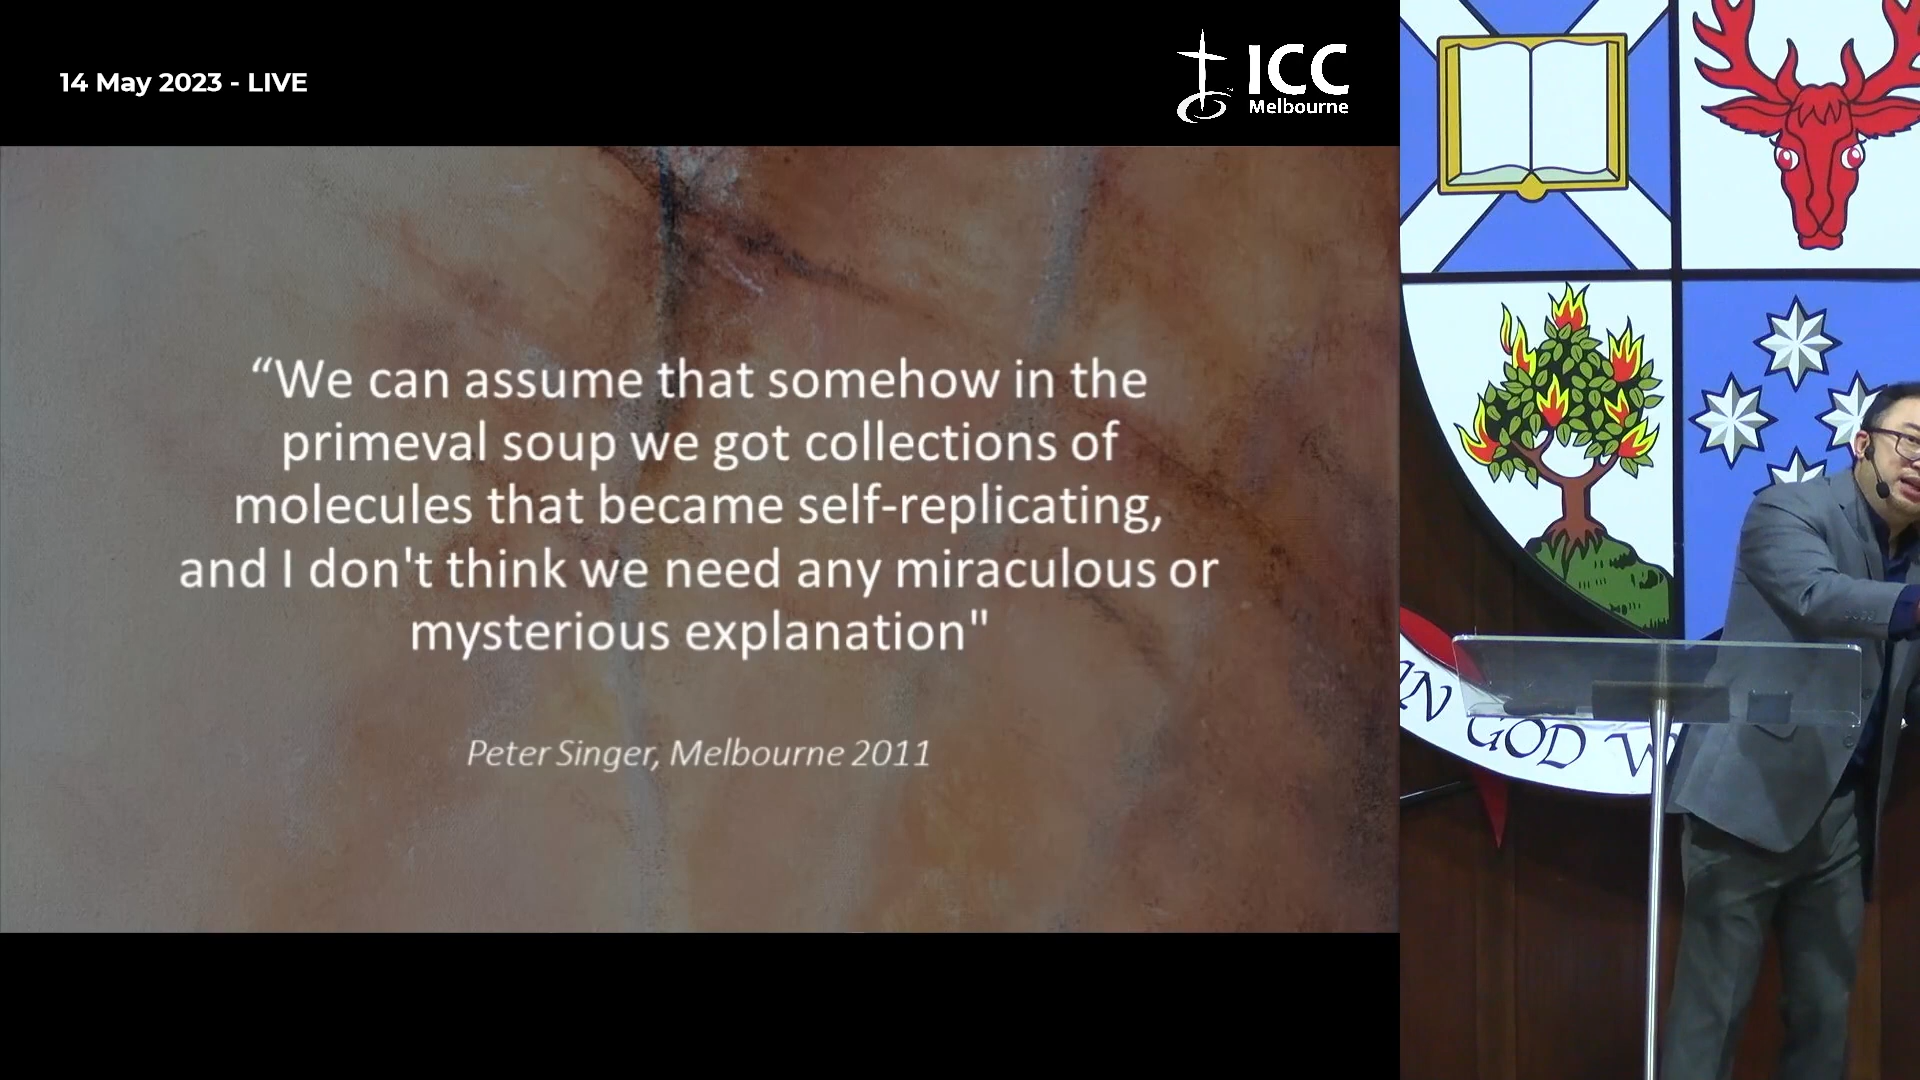 14 May 2023 - LIVE
ICC
Melbourne
“We can assume that somehow in the
primeval soup we got collections of
molecules that became self-replicating,
and I don't think we need any miraculous or
mysterious explanation"
Peter Singer, Melbourne 2011
IN GOD W